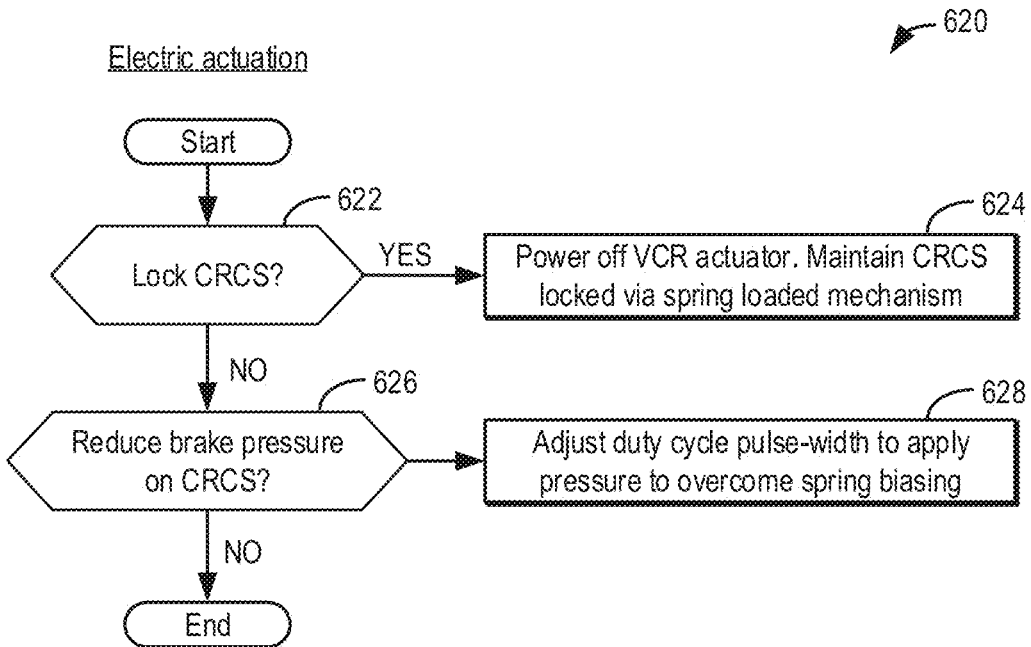 620
Electric actuation
Start
622
624
Lock CRCS?
YES
Power off VCR actuator. Maintain CRCS
locked via spring loaded mechanism
NO
626
628
Reduce brake pressure
on CRCS?
Adjust duty cycle pulse-width to apply
pressure to overcome spring biasing
NO
End